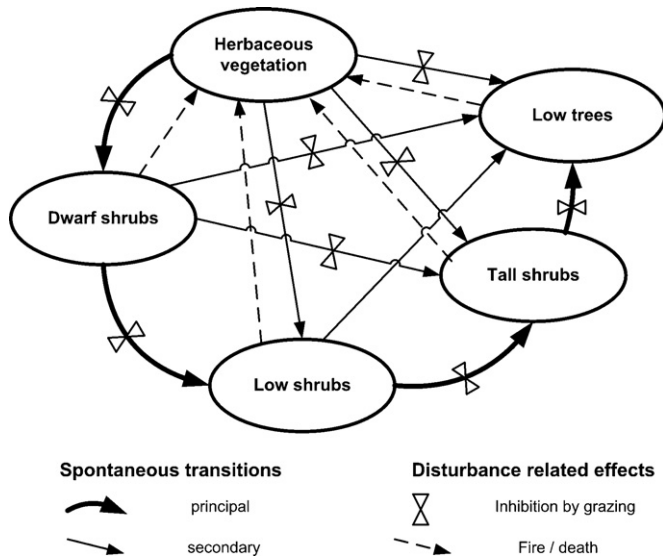 Herbaceous
vegetation
Low trees
Dwarf shrubs
Tall shrubs
Low shrubs
Spontaneous transitions
principal
secondary
Disturbance related effects
Inhibition by grazing
Fire / death